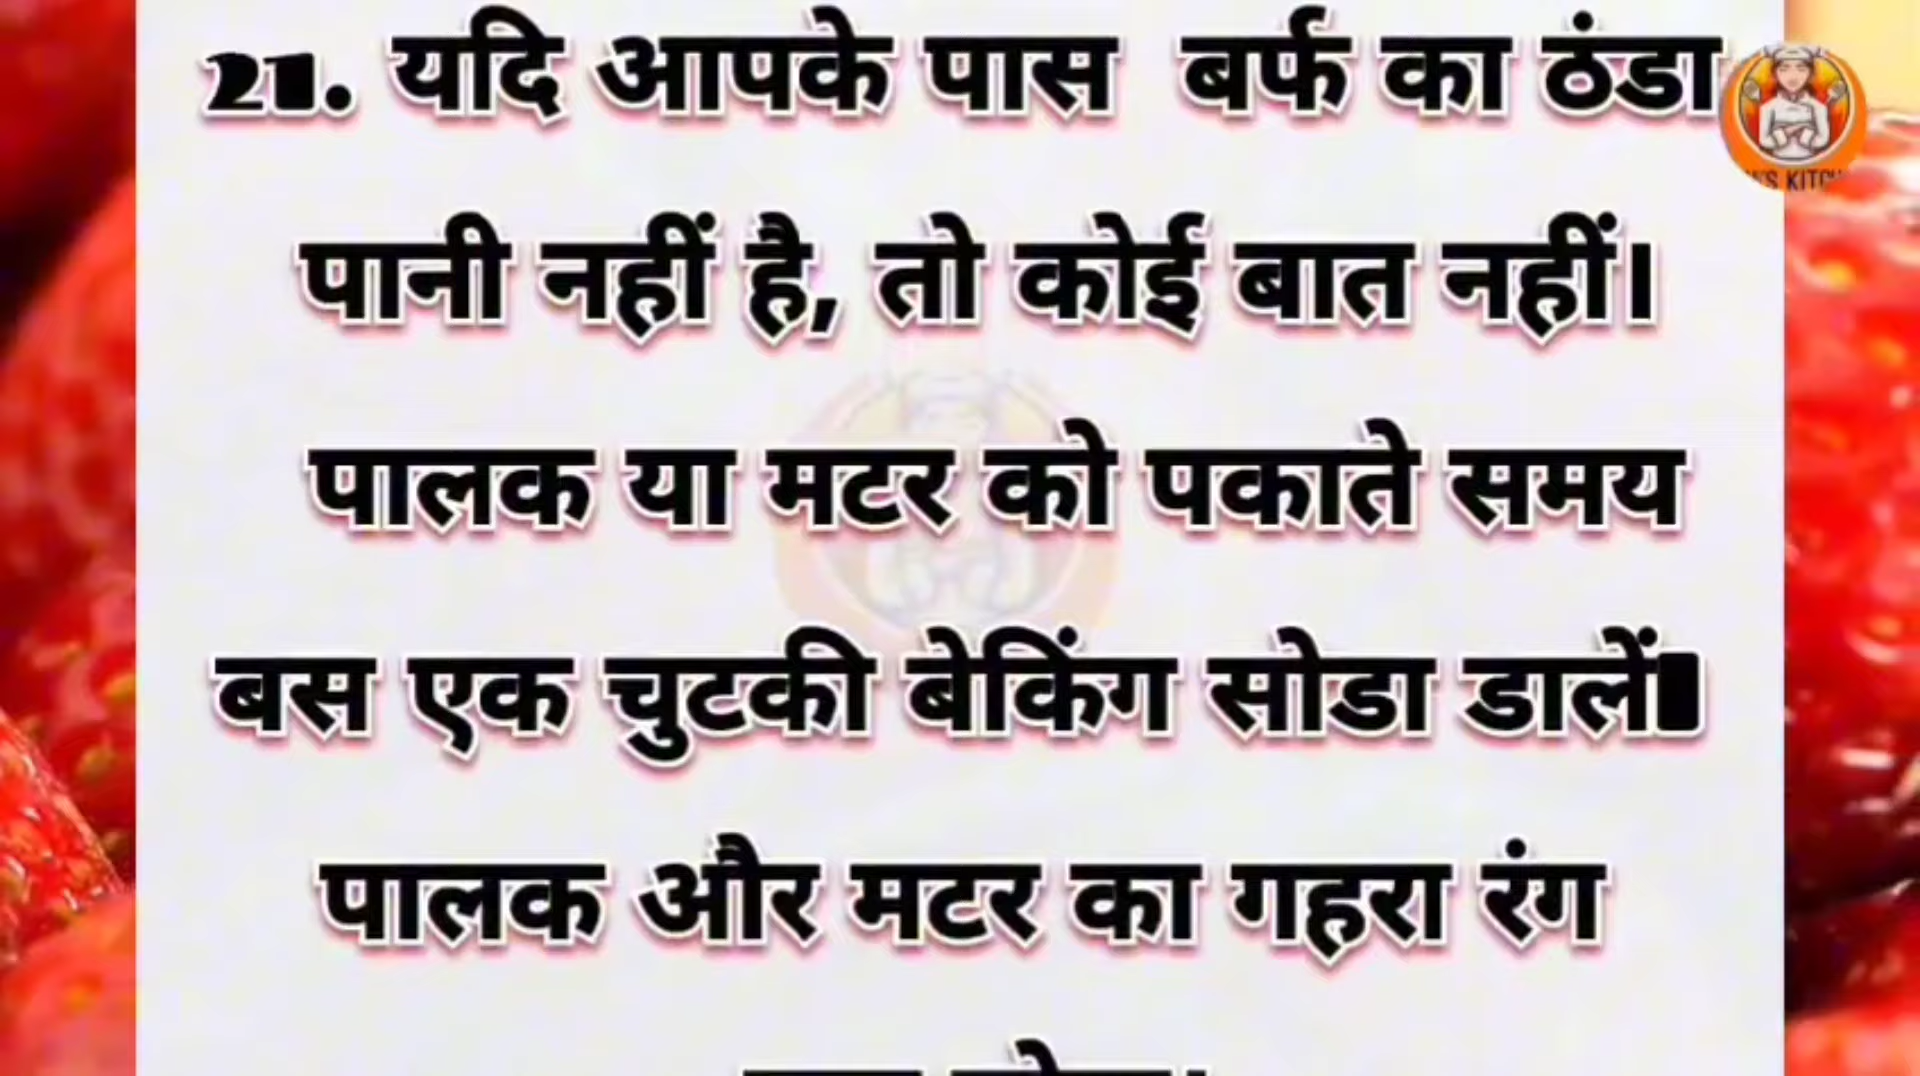 21. यदि आपके पास बर्फ का ठंडा
पानी नहीं है, तो कोई बात नहीं।
पालक या मटर को पकाते समय
बस एक चुटकी बेकिंग सोडा डालें।
पालक और मटर का गहरा रंग